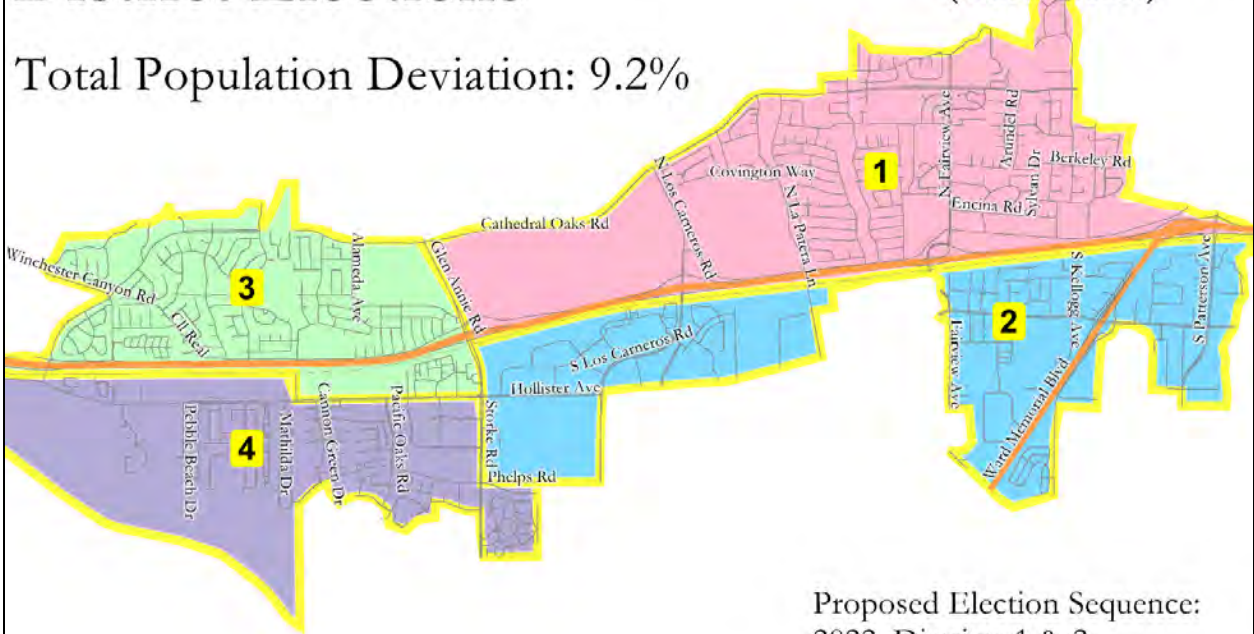 Total Population Deviation: 9.2%
1
N Fairview Ave
Arundel Rd
Sylvan Dr
Berkeley Rd
Encina Rd
Covington Way
N Los Carneros Rd
N La Patera Ln
Cathedral Oaks Rd
Glen Annie Rd
Alameda Ave
3
Winchester Canyon Rd
Cll Real
S Los Carneros Rd
Hollister Ave
2
Fairview Ave
S Kellogg Ave
Ward Memorial Blvd
S Patterson Ave
4
Pebble Beach Dr
Mathilda Dr
Cannon Green Dr
Pacific Oaks Rd
Storke Rd
Phelps Rd
Proposed Election Sequence: